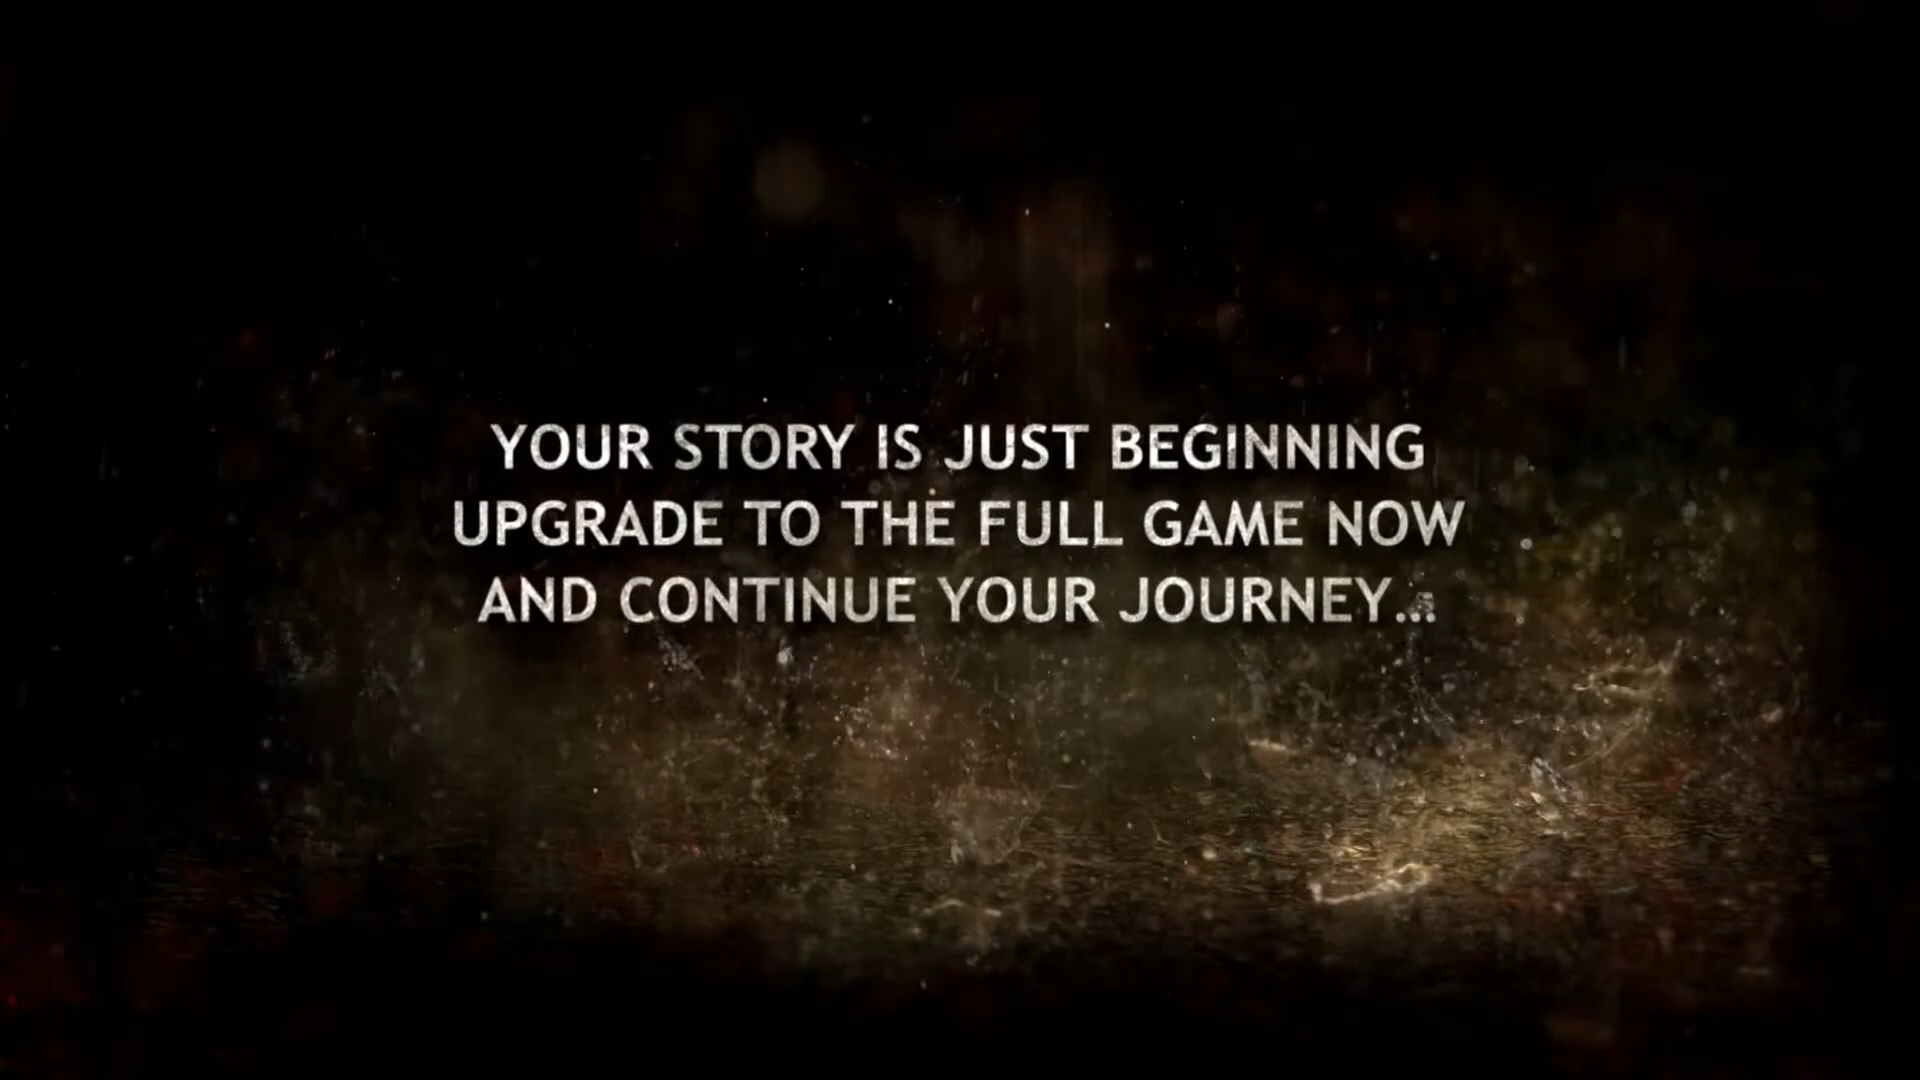 YOUR STORY IS JUST BEGINNING
UPGRADE TO THE FULL GAME NOW
AND CONTINUE YOUR JOURNEY...